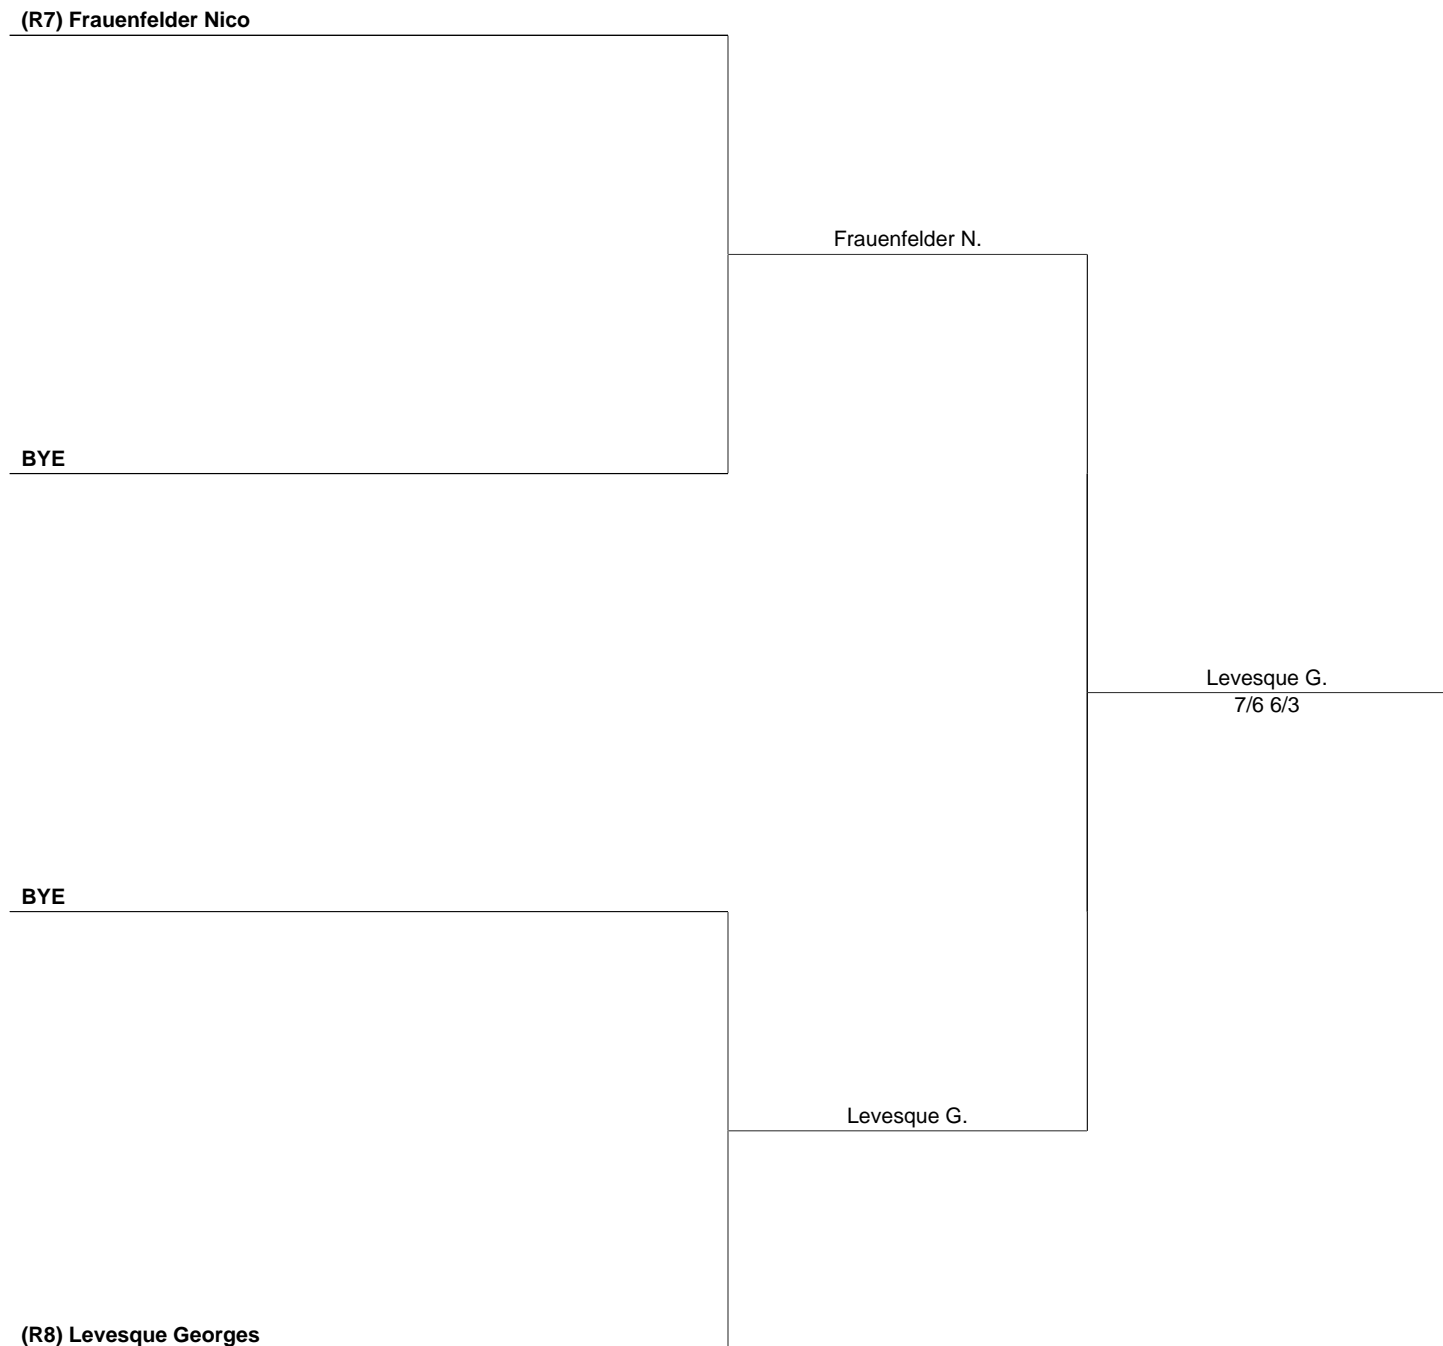 (R7) Frauenfelder Nico
Frauenfelder N.
BYE
Levesque G.
7/6 6/3
BYE
Levesque G.
(R8) Levesque Georges